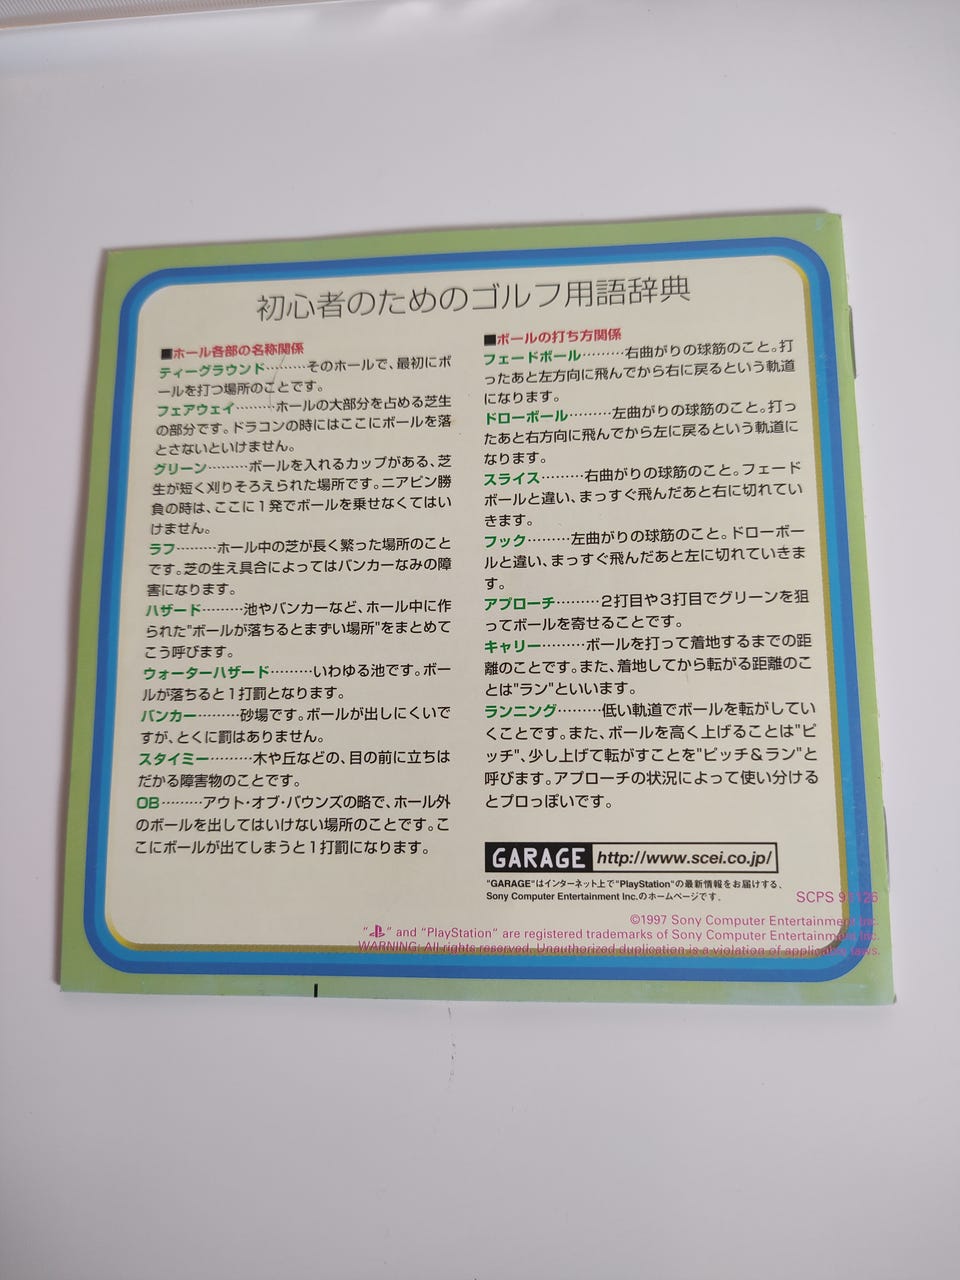 初心者のためのゴルフ用語辞典
■ホール各部の名称関係
ティーグラウンド………そのホールで、最初にボ
ールを打つ場所のことです。
フェアウェイ………ホールの大部分を占める芝生
の部分です。ドラコンの時にはここにボールを落
とさないといけません。
グリーン………ボールを入れるカップがある、芝
生が短く刈りそろえられた場所です。ニアピン勝
負の時は、ここに1発でボールを乗せなくてはい
けません。
ラフ………ホール中の芝が長く繁った場所のこと
です。芝の生え具合によってはバンカーなみの障
害になります。
ハザード………池やバンカーなど、ホール中に作
られた"ボールが落ちるとまずい場所"をまとめて
こう呼びます。
ウォーターハザード………いわゆる池です。ボー
ルが落ちると1打罰となります。
バンカー………砂場です。ボールが出しにくいで
すが、とくに罰はありません。
スタイミー………木や丘などの、目の前に立ちは
だかる障害物のことです。
OB………アウト・オブ・バウンズの略で、ホール外
のボールを出してはいけない場所のことです。こ
こにボールが出てしまうと1打罰になります。
■ボールの打ち方関係
フェードボール………右曲がりの球筋のこと。打
ったあと左方向に飛んでから右に戻るという軌道
になります。
ドローボール………左曲がりの球筋のこと。打っ
たあと右方向に飛んでから左に戻るという軌道に
なります。
スライス………右曲がりの球筋のこと。フェード
ボールと違い、まっすぐ飛んだあと右に切れてい
きます。
フック………左曲がりの球筋のこと。ドローボー
ルと違い、まっすぐ飛んだあと左に切れていきま
す。
アプローチ………2打目や3打目でグリーンを狙
ってボールを寄せることです。
キャリー………ボールを打って着地するまでの距
離のことです。また、着地してから転がる距離のこ
とは"ラン"といいます。
ランニング………低い軌道でボールを転がしてい
くことです。また、ボールを高く上げることは"ピ
ッチ"、少し上げて転がすことを"ピッチ＆ラン"と
呼びます。アプローチの状況によって使い分ける
とプロっぽいです。
GARAGE http://www.scei.co.jp/
"GARAGE"はインターネット上で"PlayStation"の最新情報をお届けする、
Sony Computer Entertainment Inc.のホームページです。
SCPS
©1997 Sony Computer Entertainment Inc.
" " and "PlayStation" are registered trademarks of Sony Computer Entertainment Inc.
WARNING: All rights reserved. Unauthorized duplication is a violation of applicable laws.